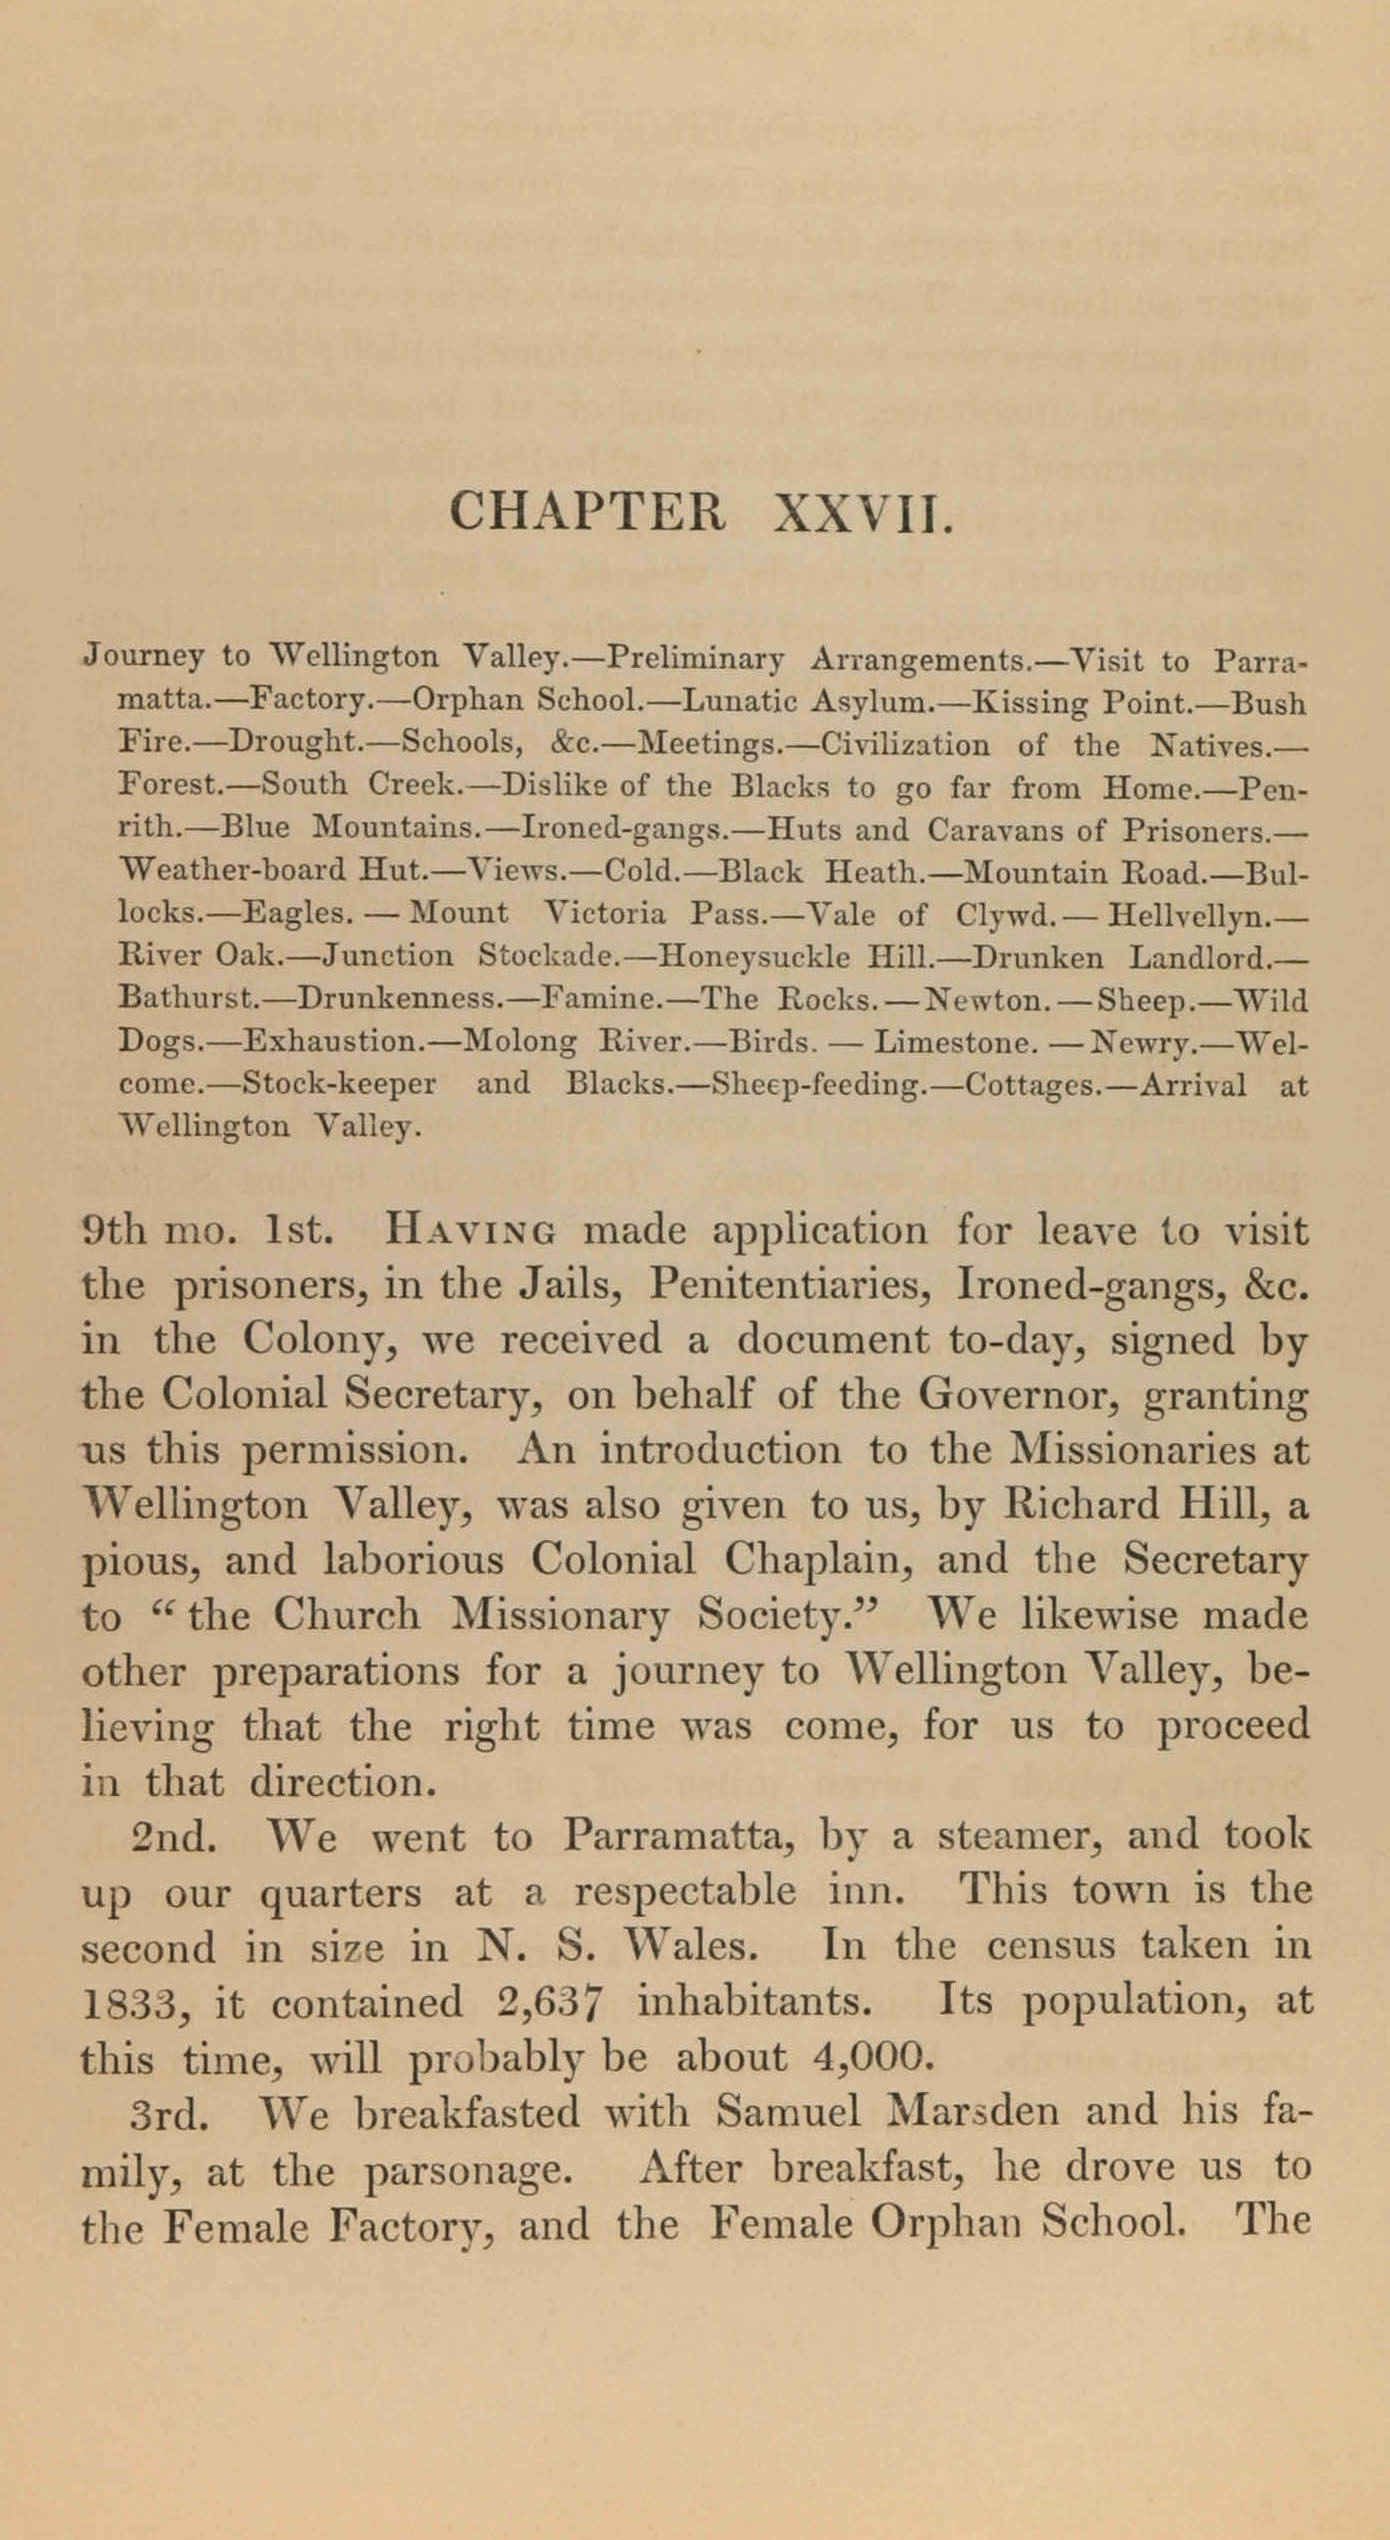 CHAPTER XXVII.
Journey to Wellington Valley.—Preliminary Arrangements.—Visit to Parra-
matta.—Factory.—Orphan School.—Lunatic Asylum.—Kissing Point.—Bush
Fire.—Drought.—Schools, &c.—Meetings.—Civilization of the Natives.—
Forest.—South Creek.—Dislike of the Blacks to go far from Home.—Pen-
rith.—Blue Mountains.—Ironed-gangs.—Huts and Caravans of Prisoners.—
Weather-board Hut.—Views.—Cold.—Black Heath.—Mountain Road.—Bul-
locks.—Eagles. — Mount Victoria Pass.—Vale of Clywd.— Hellvellyn.—
River Oak.—Junction Stockade.—Honeysuckle Hill.—Drunken Landlord.—
Bathurst.—Drunkenness.—Famine.—The Rocks.—Newton.—Sheep.—Wild
Dogs.—Exhaustion.—Molong River.—Birds. — Limestone. —Newry.—Wel-
come.—Stock-keeper and Blacks.—Sheep-feeding.—Cottages.—Arrival at
Wellington Valley.
9th mo. 1st. HAVING made application for leave to visit
the prisoners, in the Jails, Penitentiaries, Ironed-gangs, &c.
in the Colony, we received a document to-day, signed by
the Colonial Secretary, on behalf of the Governor, granting
us this permission. An introduction to the Missionaries at
Wellington Valley, was also given to us, by Richard Hill, a
pious, and laborious Colonial Chaplain, and the Secretary
to “the Church Missionary Society.” We likewise made
other preparations for a journey to Wellington Valley, be-
lieving that the right time was come, for us to proceed
in that direction.
2nd. We went to Parramatta, by a steamer, and took
up our quarters at a respectable inn. This town is the
second in size in N. S. Wales. In the census taken in
1833, it contained 2,637 inhabitants. Its population, at
this time, will probably be about 4,000.
3rd. We breakfasted with Samuel Marsden and his fa-
mily, at the parsonage. After breakfast, he drove us to
the Female Factory, and the Female Orphan School. The